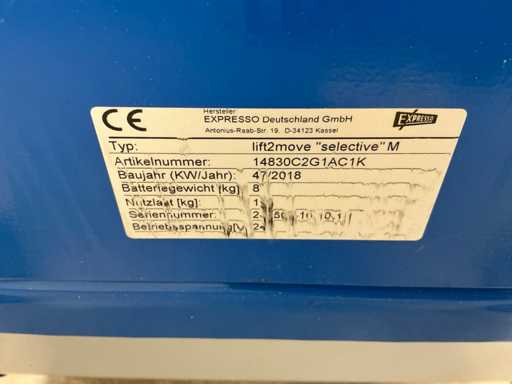 CE
Hersteller:
EXPRESSO Deutschland GmbH
Antonius-Raab-Str. 19, D-34123 Kassel
EXPRESSO
Typ: lift2move "selective" M
Artikelnummer: 14830C2G1AC1K
Baujahr (KW/Jahr): 47/2018
Batteriegewicht [kg] 8
Nutzlast [kg]:
Seriennummer:
Betriebsspannung[V